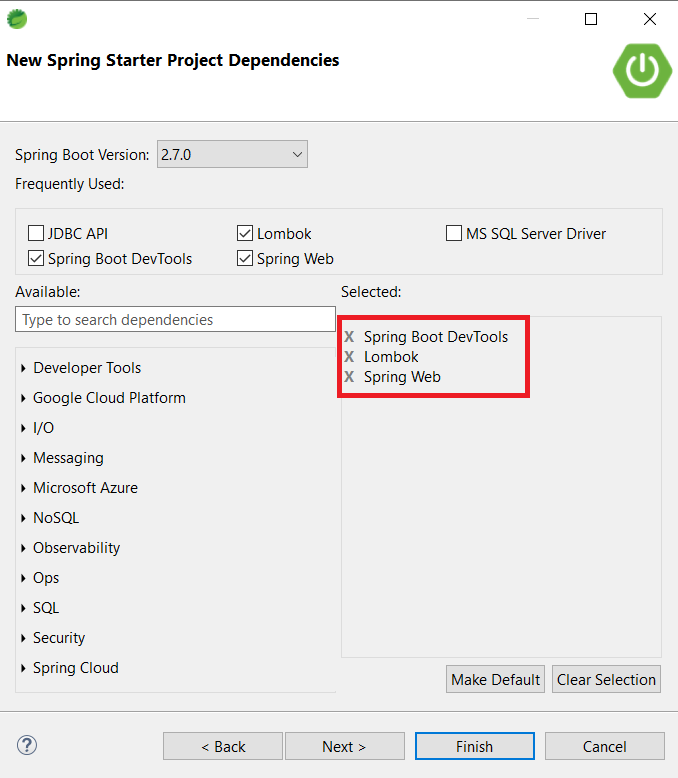 New Spring Starter Project Dependencies
Spring Boot Version: 2.7.0
Frequently Used:
JDBC API Lombok MS SQL Server Driver
Spring Boot DevTools Spring Web
Available: Selected:
Type to search dependencies
X Spring Boot DevTools
X Lombok
X Spring Web
Developer Tools
Google Cloud Platform
I/O
Messaging
Microsoft Azure
NoSQL
Observability
Ops
SQL
Security
Spring Cloud
Make Default Clear Selection
? < Back Next > Finish Cancel